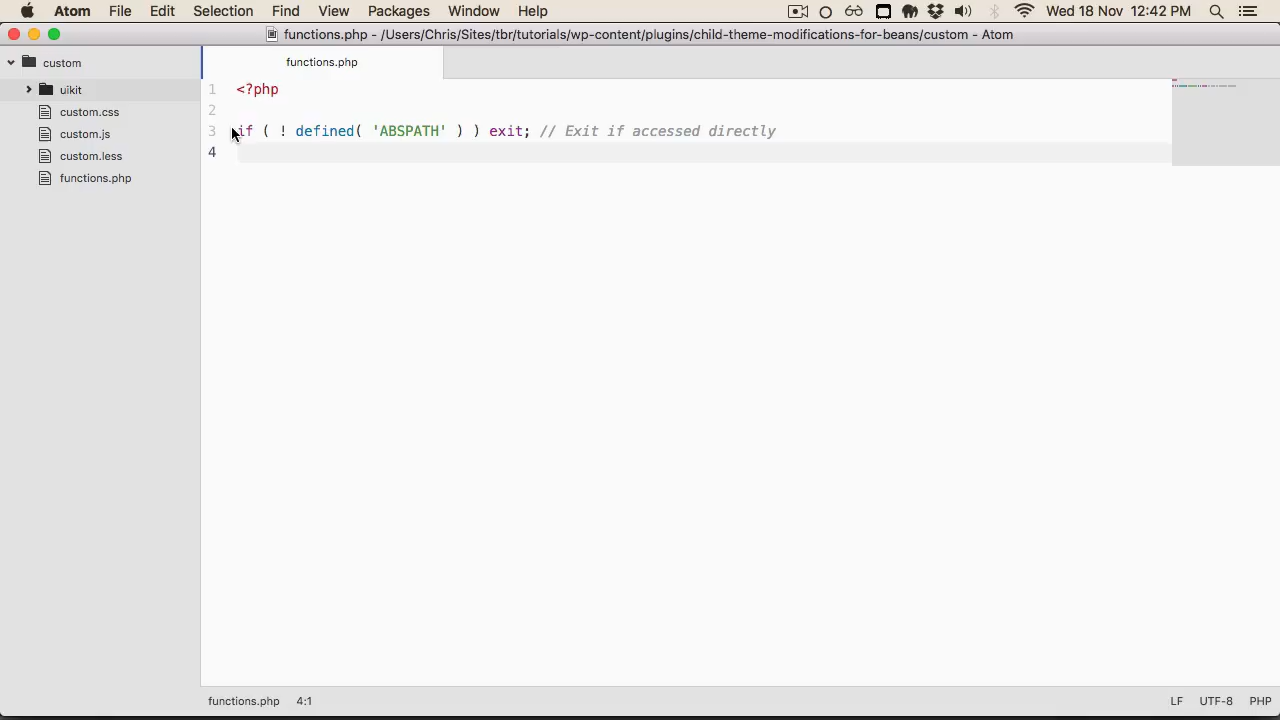 Atom File Edit Selection Find View Packages Window Help Wed 18 Nov 12:42 PM
functions.php - /Users/Chris/Sites/tbr/tutorials/wp-content/plugins/child-theme-modifications-for-beans/custom - Atom
custom
uikit
custom.css
custom.js
custom.less
functions.php
functions.php
1 <?php
2
3 if ( ! defined( 'ABSPATH' ) ) exit; // Exit if accessed directly
4
functions.php 4:1 LF UTF-8 PHP